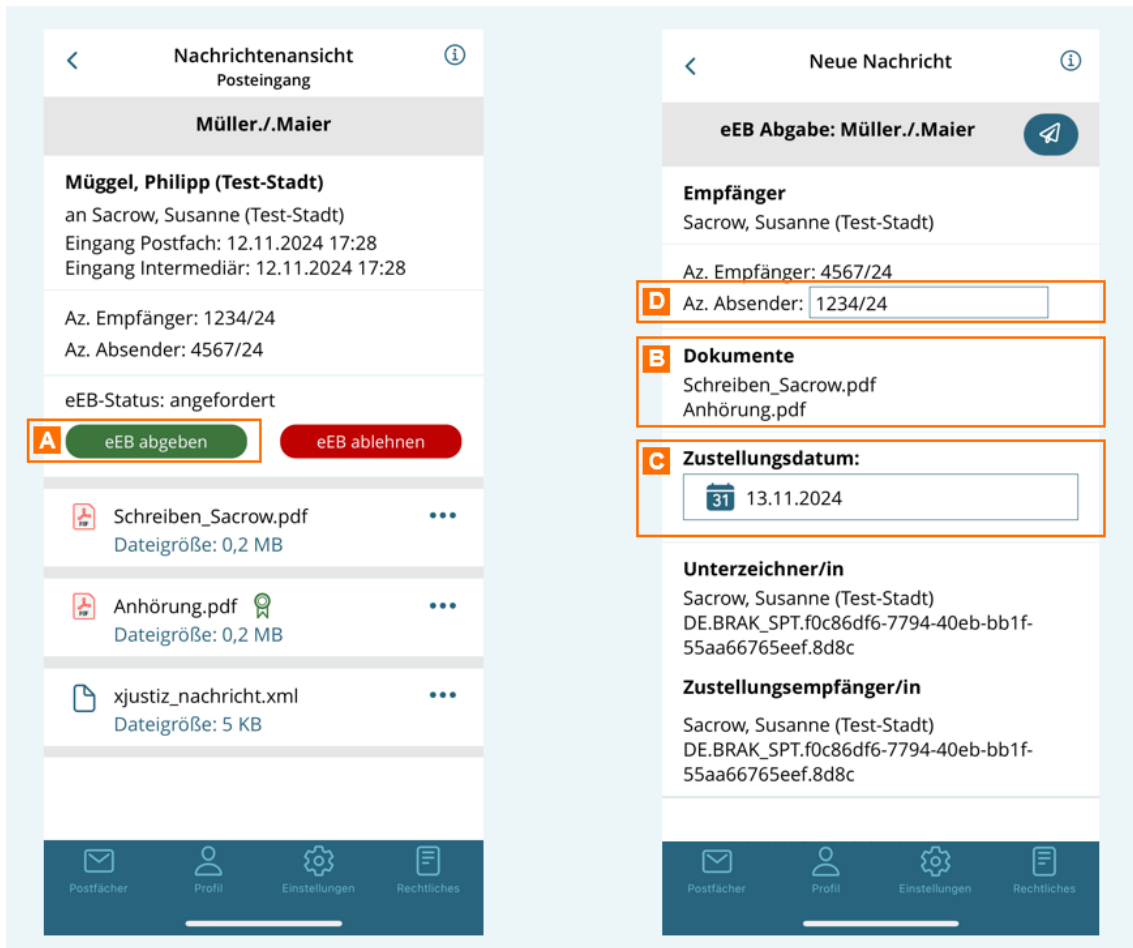 Nachrichtenansicht
Posteingang
Müller./.Maier
Müggel, Philipp (Test-Stadt)
an Sacrow, Susanne (Test-Stadt)
Eingang Postfach: 12.11.2024 17:28
Eingang Intermediär: 12.11.2024 17:28
Az. Empfänger: 1234/24
Az. Absender: 4567/24
eEB-Status: angefordert
A eEB abgeben eEB ablehnen
PDF Schreiben_Sacrow.pdf
Dateigröße: 0,2 MB
PDF Anhörung.pdf
Dateigröße: 0,2 MB
xjustiz_nachricht.xml
Dateigröße: 5 KB
Postfächer Profil Einstellungen Rechtliches
Neue Nachricht
eEB Abgabe: Müller./.Maier
Empfänger
Sacrow, Susanne (Test-Stadt)
Az. Empfänger: 4567/24
D Az. Absender: 1234/24
B Dokumente
Schreiben_Sacrow.pdf
Anhörung.pdf
C Zustellungsdatum:
31 13.11.2024
Unterzeichner/in
Sacrow, Susanne (Test-Stadt)
DE.BRAK_SPT.f0c86df6-7794-40eb-bb1f-
55aa66765eef.8d8c
Zustellungsempfänger/in
Sacrow, Susanne (Test-Stadt)
DE.BRAK_SPT.f0c86df6-7794-40eb-bb1f-
55aa66765eef.8d8c
Postfächer Profil Einstellungen Rechtliches